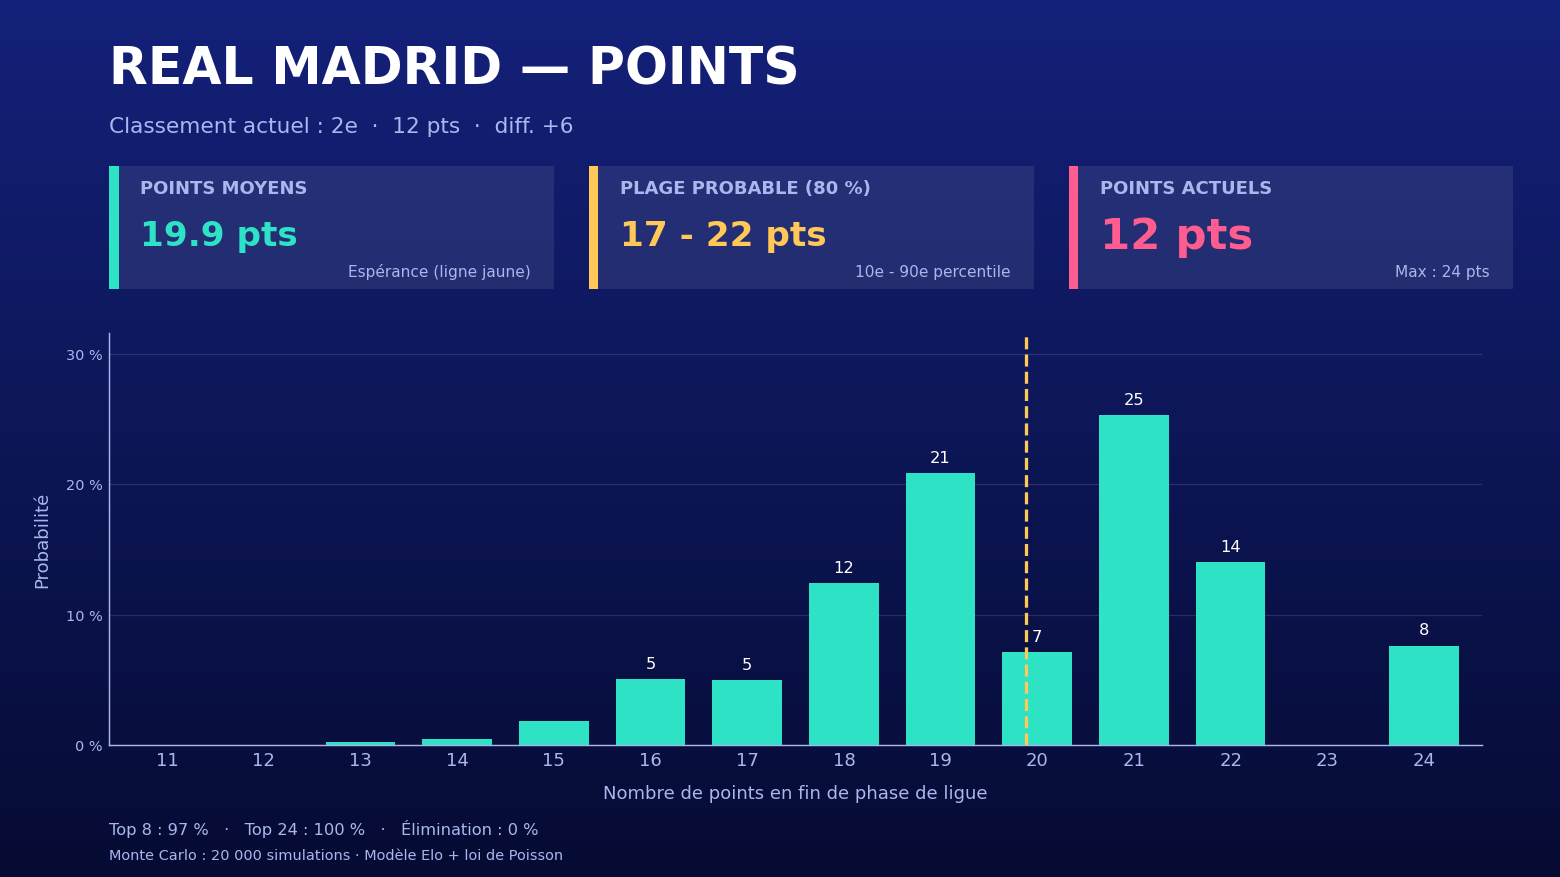 REAL MADRID — POINTS
Classement actuel : 2e · 12 pts · diff. +6
POINTS MOYENS
19.9 pts
Espérance (ligne jaune)
PLAGE PROBABLE (80 %)
17 - 22 pts
10e - 90e percentile
POINTS ACTUELS
12 pts
Max : 24 pts
Probabilité
30 %
20 %
10 %
0 %
5
5
12
21
7
25
14
8
11 12 13 14 15 16 17 18 19 20 21 22 23 24
Nombre de points en fin de phase de ligue
Top 8 : 97 % · Top 24 : 100 % · Élimination : 0 %
Monte Carlo : 20 000 simulations · Modèle Elo + loi de Poisson